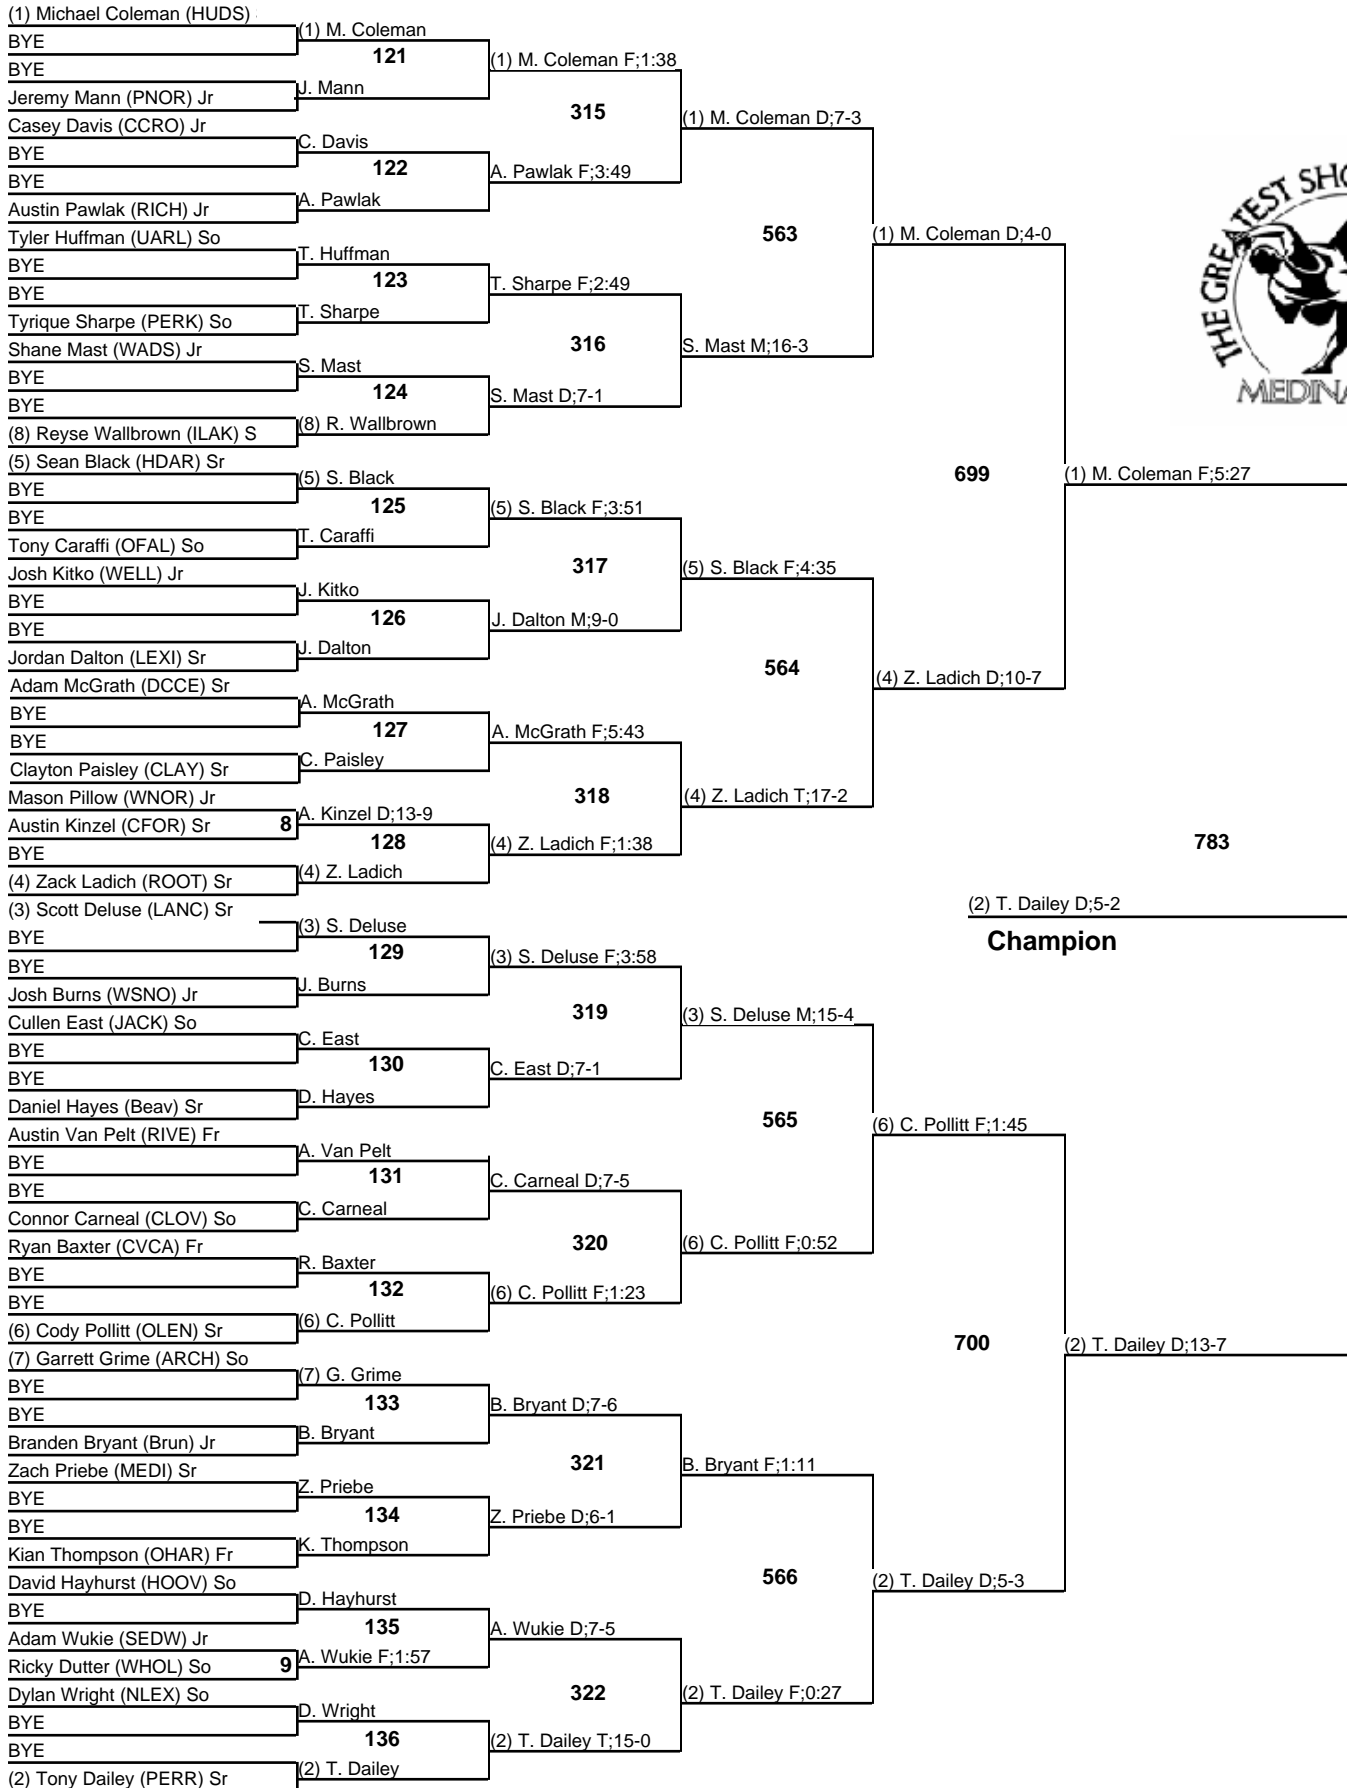 (1) Michael Coleman (HUDS)
BYE
BYE
Jeremy Mann (PNOR) Jr
Casey Davis (CCRO) Jr
BYE
BYE
Austin Pawlak (RICH) Jr
Tyler Huffman (UARL) So
BYE
BYE
Tyrique Sharpe (PERK) So
Shane Mast (WADS) Jr
BYE
BYE
(8) Reyse Wallbrown (ILAK) S
(5) Sean Black (HDAR) Sr
BYE
BYE
Tony Caraffi (OFAL) So
Josh Kitko (WELL) Jr
BYE
BYE
Jordan Dalton (LEXI) Sr
Adam McGrath (DCCE) Sr
BYE
BYE
Clayton Paisley (CLAY) Sr
Mason Pillow (WNOR) Jr
Austin Kinzel (CFOR) Sr 8
BYE
(4) Zack Ladich (ROOT) Sr
(3) Scott Deluse (LANC) Sr
BYE
BYE
Josh Burns (WSNO) Jr
Cullen East (JACK) So
BYE
BYE
Daniel Hayes (Beav) Sr
Austin Van Pelt (RIVE) Fr
BYE
BYE
Connor Carneal (CLOV) So
Ryan Baxter (CVCA) Fr
BYE
BYE
(6) Cody Pollitt (OLEN) Sr
(7) Garrett Grime (ARCH) So
BYE
BYE
Branden Bryant (Brun) Jr
Zach Priebe (MEDI) Sr
BYE
BYE
Kian Thompson (OHAR) Fr
David Hayhurst (HOOV) So
BYE
Adam Wukie (SEDW) Jr
Ricky Dutter (WHOL) So 9
Dylan Wright (NLEX) So
BYE
BYE
(2) Tony Dailey (PERR) Sr
(1) M. Coleman
121
J. Mann
C. Davis
122
A. Pawlak
T. Huffman
123
T. Sharpe
S. Mast
124
(8) R. Wallbrown
(5) S. Black
125
T. Caraffi
J. Kitko
126
J. Dalton
A. McGrath
127
C. Paisley
A. Kinzel D;13-9
128
(4) Z. Ladich
(3) S. Deluse
129
J. Burns
C. East
130
D. Hayes
A. Van Pelt
131
C. Carneal
R. Baxter
132
(6) C. Pollitt
(7) G. Grime
133
B. Bryant
Z. Priebe
134
K. Thompson
D. Hayhurst
135
A. Wukie F;1:57
D. Wright
136
(2) T. Dailey
(1) M. Coleman F;1:38
315
A. Pawlak F;3:49
T. Sharpe F;2:49
316
S. Mast D;7-1
(5) S. Black F;3:51
317
J. Dalton M;9-0
A. McGrath F;5:43
318
(4) Z. Ladich F;1:38
(3) S. Deluse F;3:58
319
C. East D;7-1
C. Carneal D;7-5
320
(6) C. Pollitt F;1:23
B. Bryant D;7-6
321
Z. Priebe D;6-1
A. Wukie D;7-5
322
(2) T. Dailey T;15-0
(1) M. Coleman D;7-3
563
S. Mast M;16-3
(5) S. Black F;4:35
564
(4) Z. Ladich T;17-2
(3) S. Deluse M;15-4
565
(6) C. Pollitt F;0:52
B. Bryant F;1:11
566
(2) T. Dailey F;0:27
(1) M. Coleman D;4-0
699
(4) Z. Ladich D;10-7
(6) C. Pollitt F;1:45
700
(2) T. Dailey D;5-3
(1) M. Coleman F;5:27
783
(2) T. Dailey D;13-7
(2) T. Dailey D;5-2
Champion
THE GREATEST SHO
MEDINA